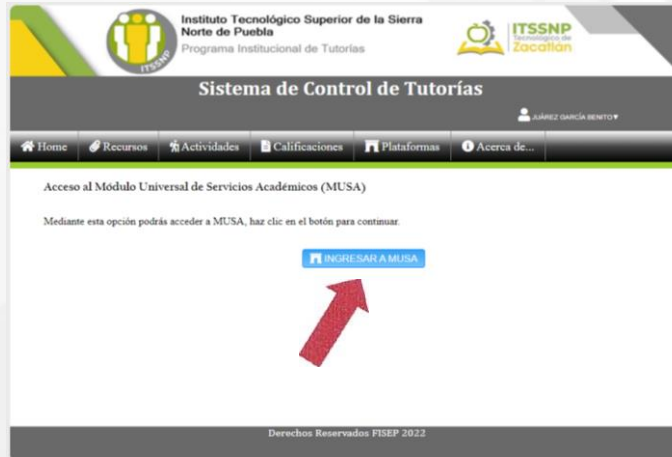 Instituto Tecnológico Superior de la Sierra
Norte de Puebla
Programa Institucional de Tutorías
ITSSNP
ITSSNP
Tecnológico de
Zacatlán
Sistema de Control de Tutorías
JUÁREZ GARCÍA BENITO
Home Recursos Actividades Calificaciones Plataformas Acerca de...
Acceso al Módulo Universal de Servicios Académicos (MUSA)
Mediante esta opción podrás acceder a MUSA, haz clic en el botón para continuar.
INGRESAR A MUSA
Derechos Reservados FISEP 2022